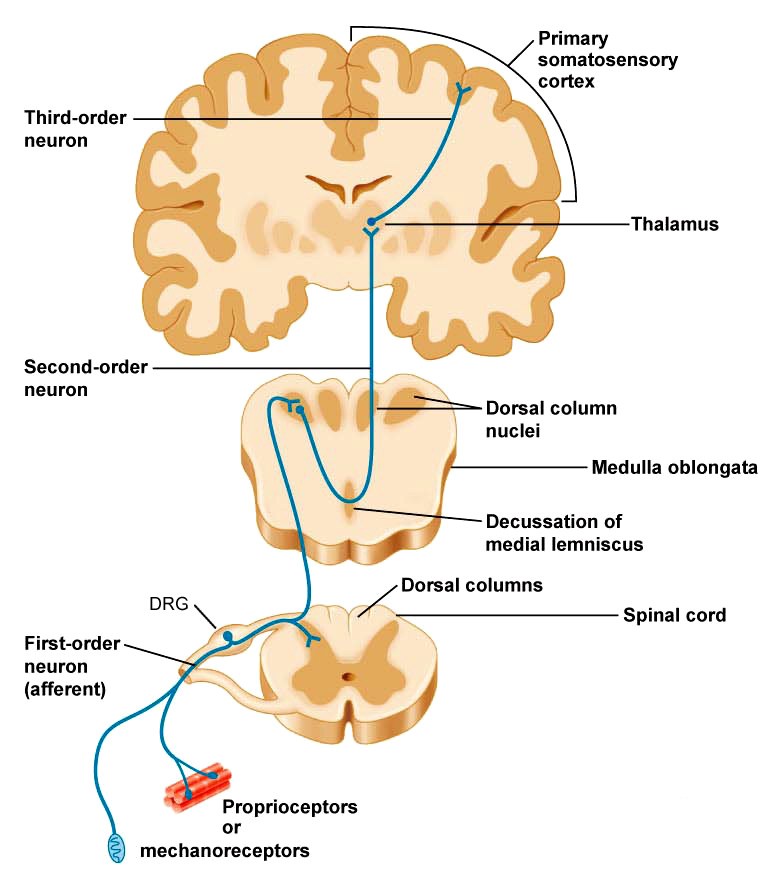 Primary
somatosensory
cortex
Third-order
neuron
Thalamus
Second-order
neuron
Dorsal column
nuclei
Medulla oblongata
Decussation of
medial lemniscus
Dorsal columns
DRG
Spinal cord
First-order
neuron
(afferent)
Proprioceptors
or
mechanoreceptors